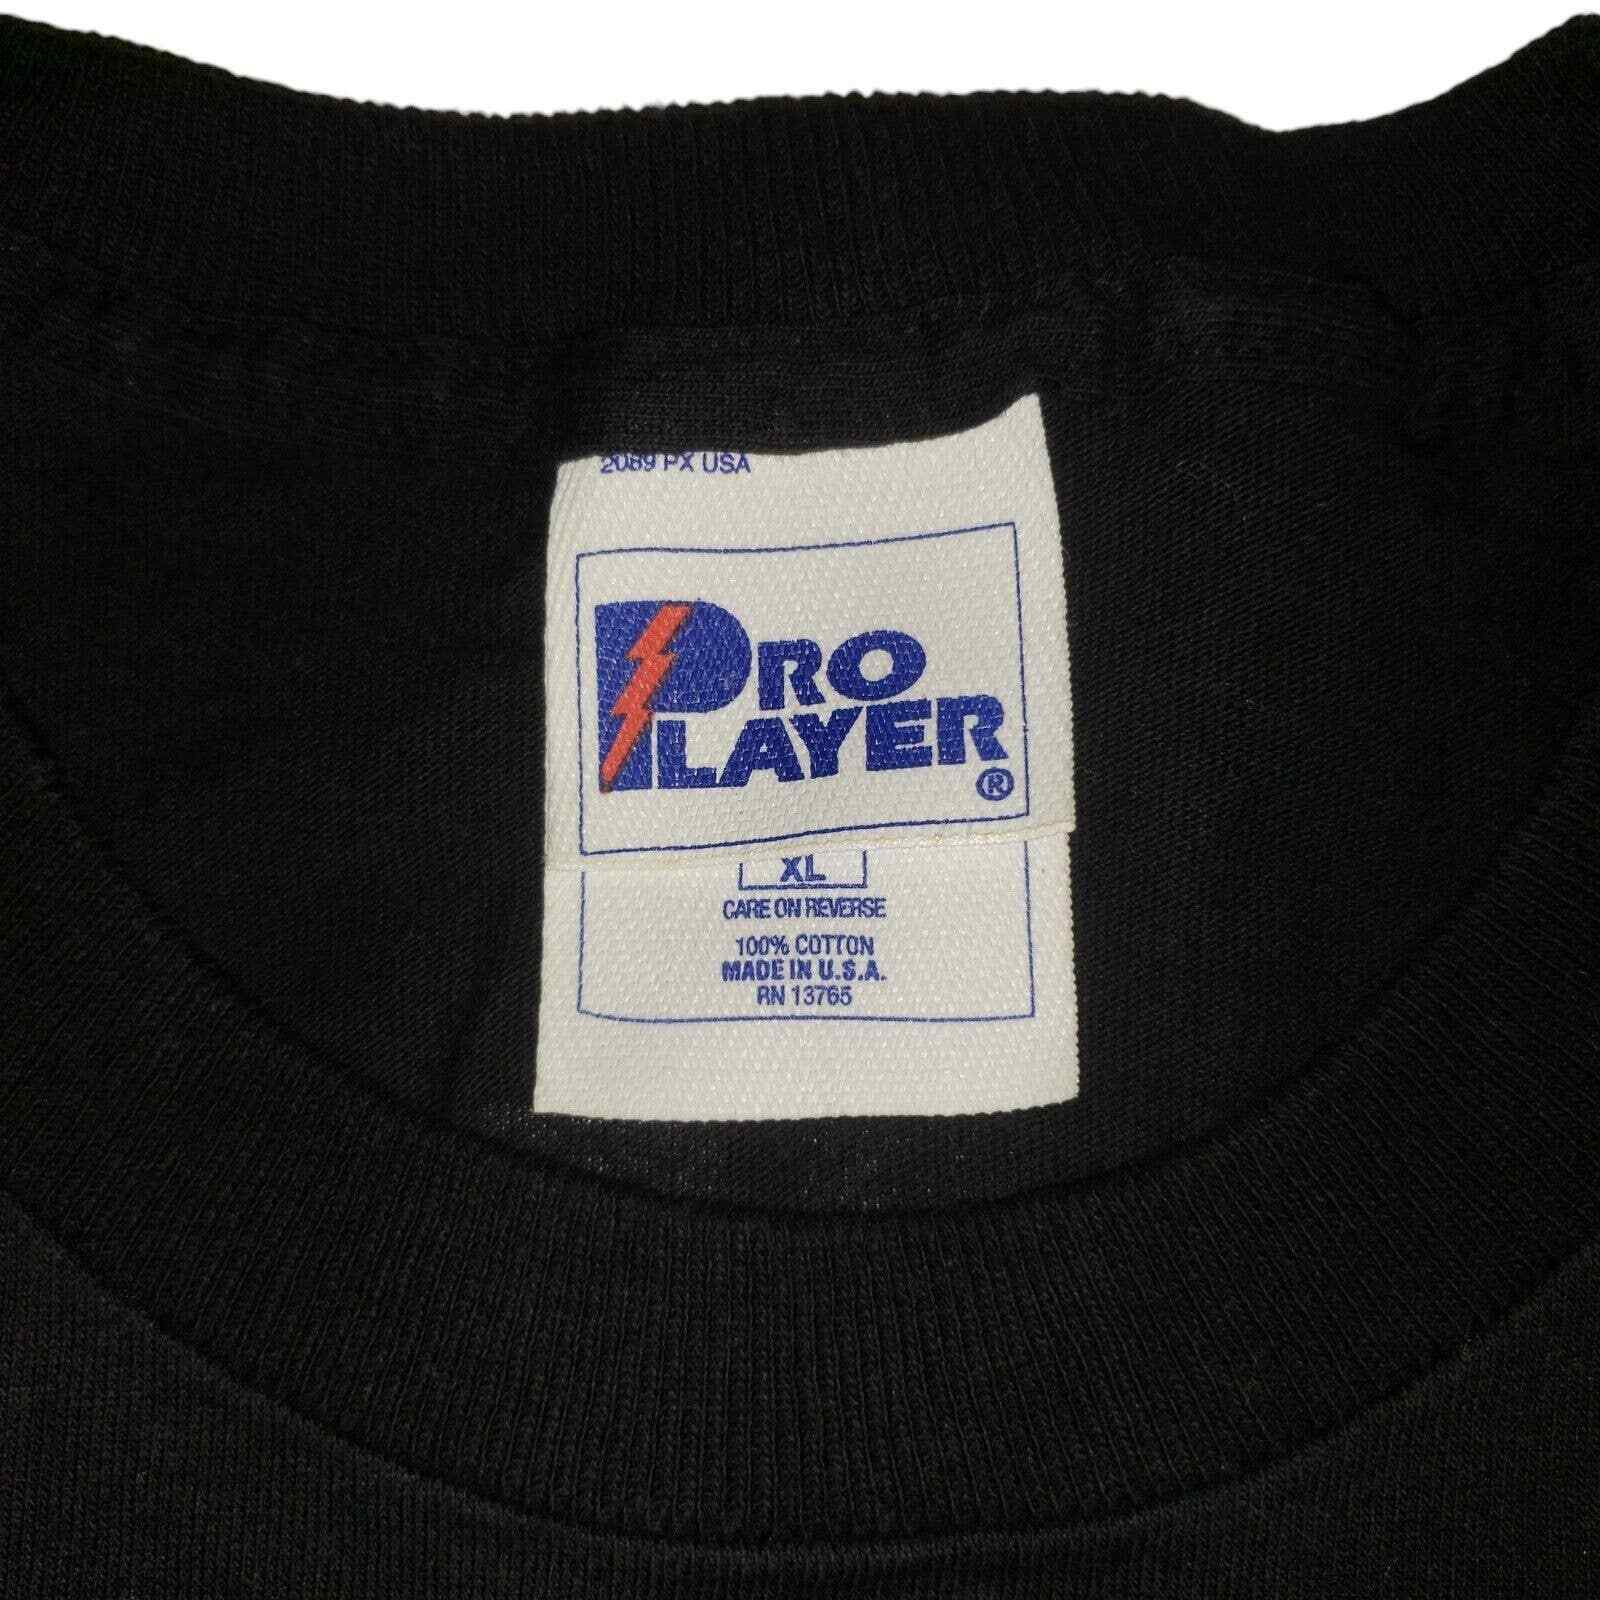 2089 PX USA
PRO
PLAYER
®
XL
CARE ON REVERSE
100% COTTON
MADE IN U.S.A.
RN 13765